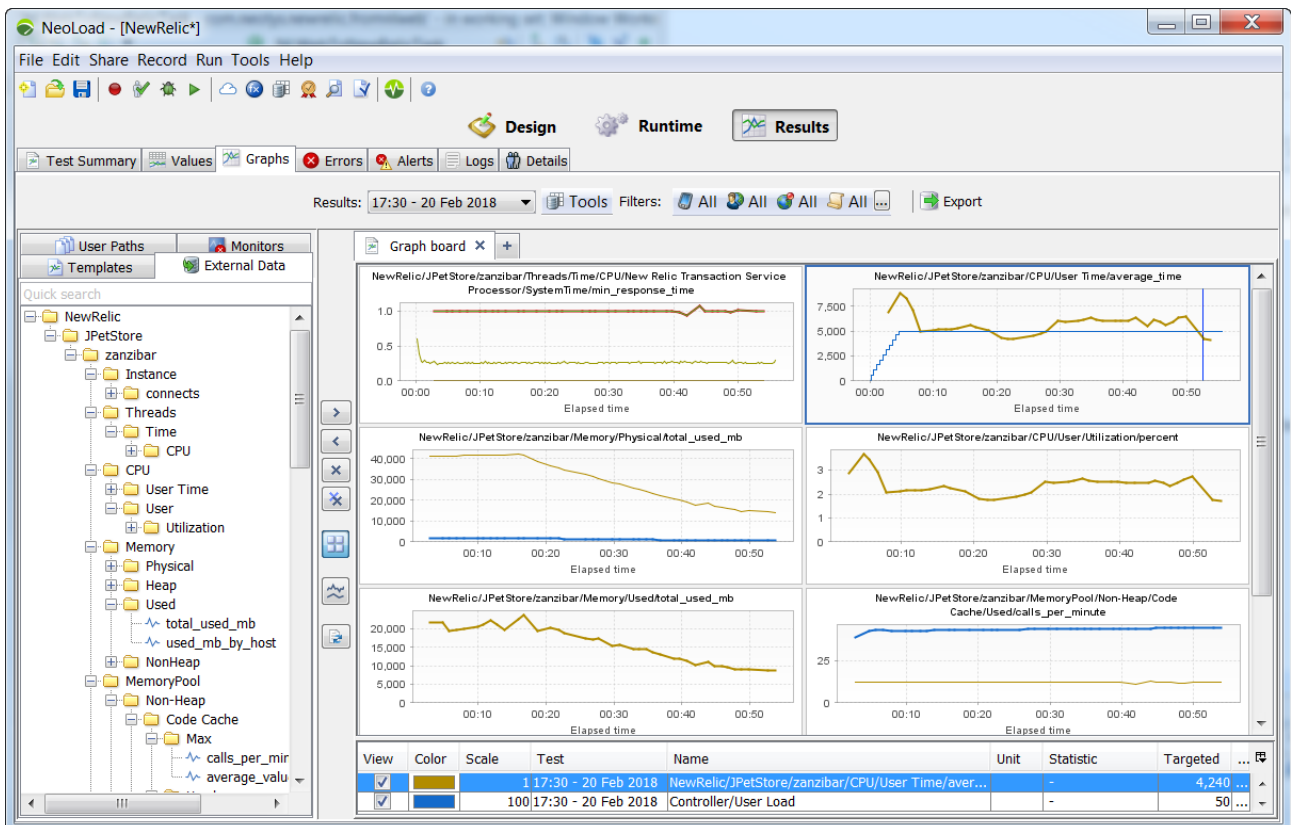 NeoLoad - [NewRelic*]
File Edit Share Record Run Tools Help
Design Runtime Results
Test Summary Values Graphs Errors Alerts Logs Details
Results: 17:30 - 20 Feb 2018 Tools Filters: All All All All ... Export
User Paths Monitors
Templates External Data
Quick search
NewRelic
JPetStore
zanzibar
Instance
connects
Threads
Time
CPU
CPU
User Time
User
Utilization
Memory
Physical
Heap
Used
total_used_mb
used_mb_by_host
NonHeap
MemoryPool
Non-Heap
Code Cache
Max
calls_per_mir
average_valu
Graph board
NewRelic/JPetStore/zanzibar/Threads/Time/CPU/New Relic Transaction Service
Processor/SystemTime/min_response_time
1.0
0.5
0.0
00:00 00:10 00:20 00:30 00:40 00:50
Elapsed time
NewRelic/JPetStore/zanzibar/CPU/User Time/average_time
7,500
5,000
2,500
0
00:00 00:10 00:20 00:30 00:40 00:50
Elapsed time
NewRelic/JPetStore/zanzibar/Memory/Physical/total_used_mb
40,000
30,000
20,000
10,000
0
00:10 00:20 00:30 00:40 00:50
Elapsed time
NewRelic/JPetStore/zanzibar/CPU/User/Utilization/percent
3
2
1
0
00:10 00:20 00:30 00:40 00:50
Elapsed time
NewRelic/JPetStore/zanzibar/Memory/Used/total_used_mb
20,000
15,000
10,000
5,000
0
00:10 00:20 00:30 00:40 00:50
Elapsed time
NewRelic/JPetStore/zanzibar/MemoryPool/Non-Heap/Code
Cache/Used/calls_per_minute
25
0
00:10 00:20 00:30 00:40 00:50
Elapsed time
View Color Scale Test Name Unit Statistic Targeted ...
1 17:30 - 20 Feb 2018 NewRelic/JPetStore/zanzibar/CPU/User Time/aver... - 4,240 ...
100 17:30 - 20 Feb 2018 Controller/User Load - 50 ...